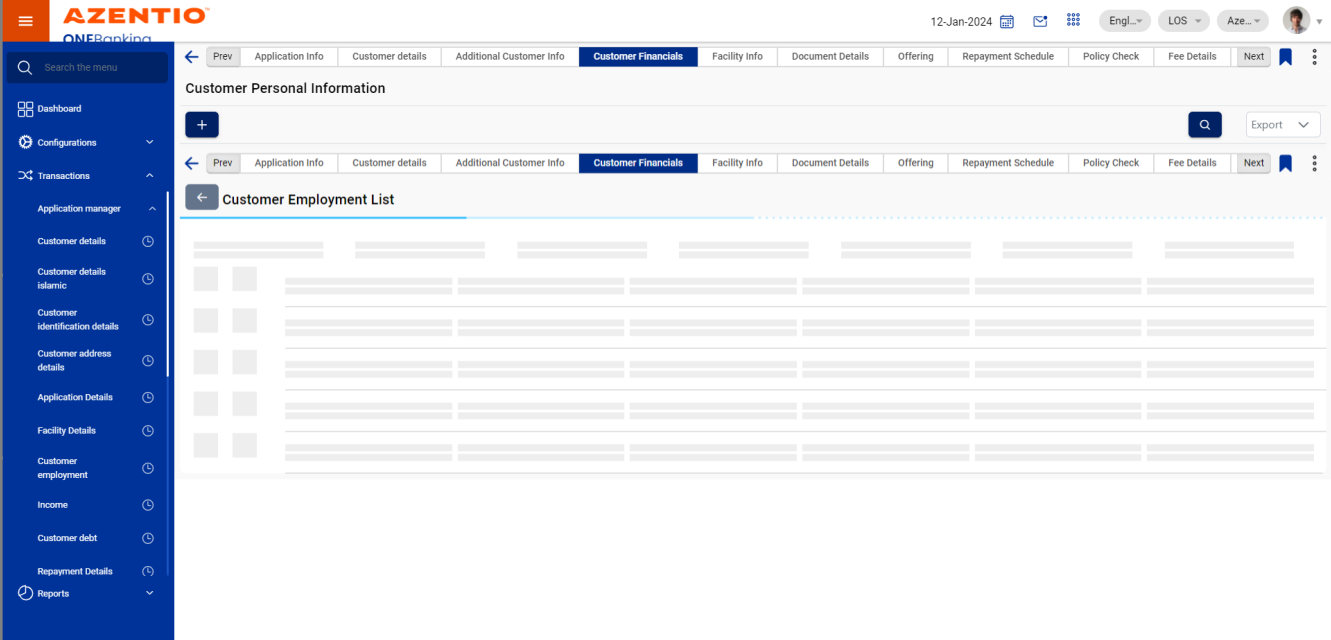 AZENTIO
ONEBanking
12-Jan-2024
Engl...
LOS
Aze...
Search the menu
Dashboard
Configurations
Transactions
Application manager
Customer details
Customer details
islamic
Customer
identification details
Customer address
details
Application Details
Facility Details
Customer
employment
Income
Customer debt
Repayment Details
Reports
Prev Application Info Customer details Additional Customer Info Customer Financials Facility Info Document Details Offering Repayment Schedule Policy Check Fee Details Next
Customer Personal Information
+
Export
Prev Application Info Customer details Additional Customer Info Customer Financials Facility Info Document Details Offering Repayment Schedule Policy Check Fee Details Next
Customer Employment List